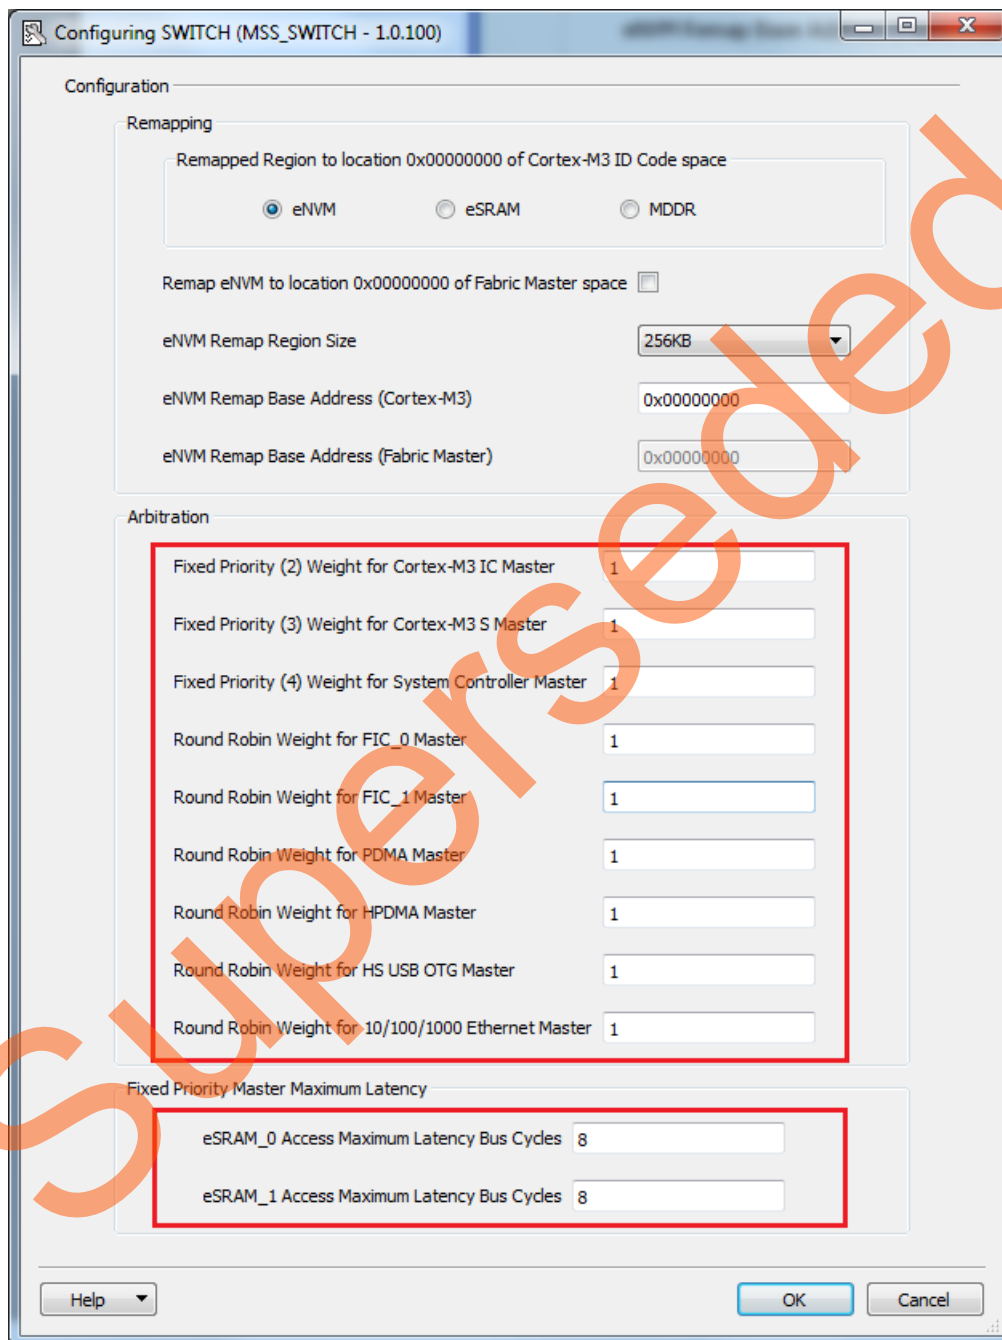 Configuring SWITCH (MSS_SWITCH - 1.0.100)
Configuration
Remapping
Remapped Region to location 0x00000000 of Cortex-M3 ID Code space
eNVM eSRAM MDDR
Remap eNVM to location 0x00000000 of Fabric Master space
eNVM Remap Region Size 256KB
eNVM Remap Base Address (Cortex-M3) 0x00000000
eNVM Remap Base Address (Fabric Master) 0x00000000
Arbitration
Fixed Priority (2) Weight for Cortex-M3 IC Master 1
Fixed Priority (3) Weight for Cortex-M3 S Master 1
Fixed Priority (4) Weight for System Controller Master 1
Round Robin Weight for FIC_0 Master 1
Round Robin Weight for FIC_1 Master 1
Round Robin Weight for PDMA Master 1
Round Robin Weight for HPDMA Master 1
Round Robin Weight for HS USB OTG Master 1
Round Robin Weight for 10/100/1000 Ethernet Master 1
Fixed Priority Master Maximum Latency
eSRAM_0 Access Maximum Latency Bus Cycles 8
eSRAM_1 Access Maximum Latency Bus Cycles 8
Help OK Cancel
Superseded